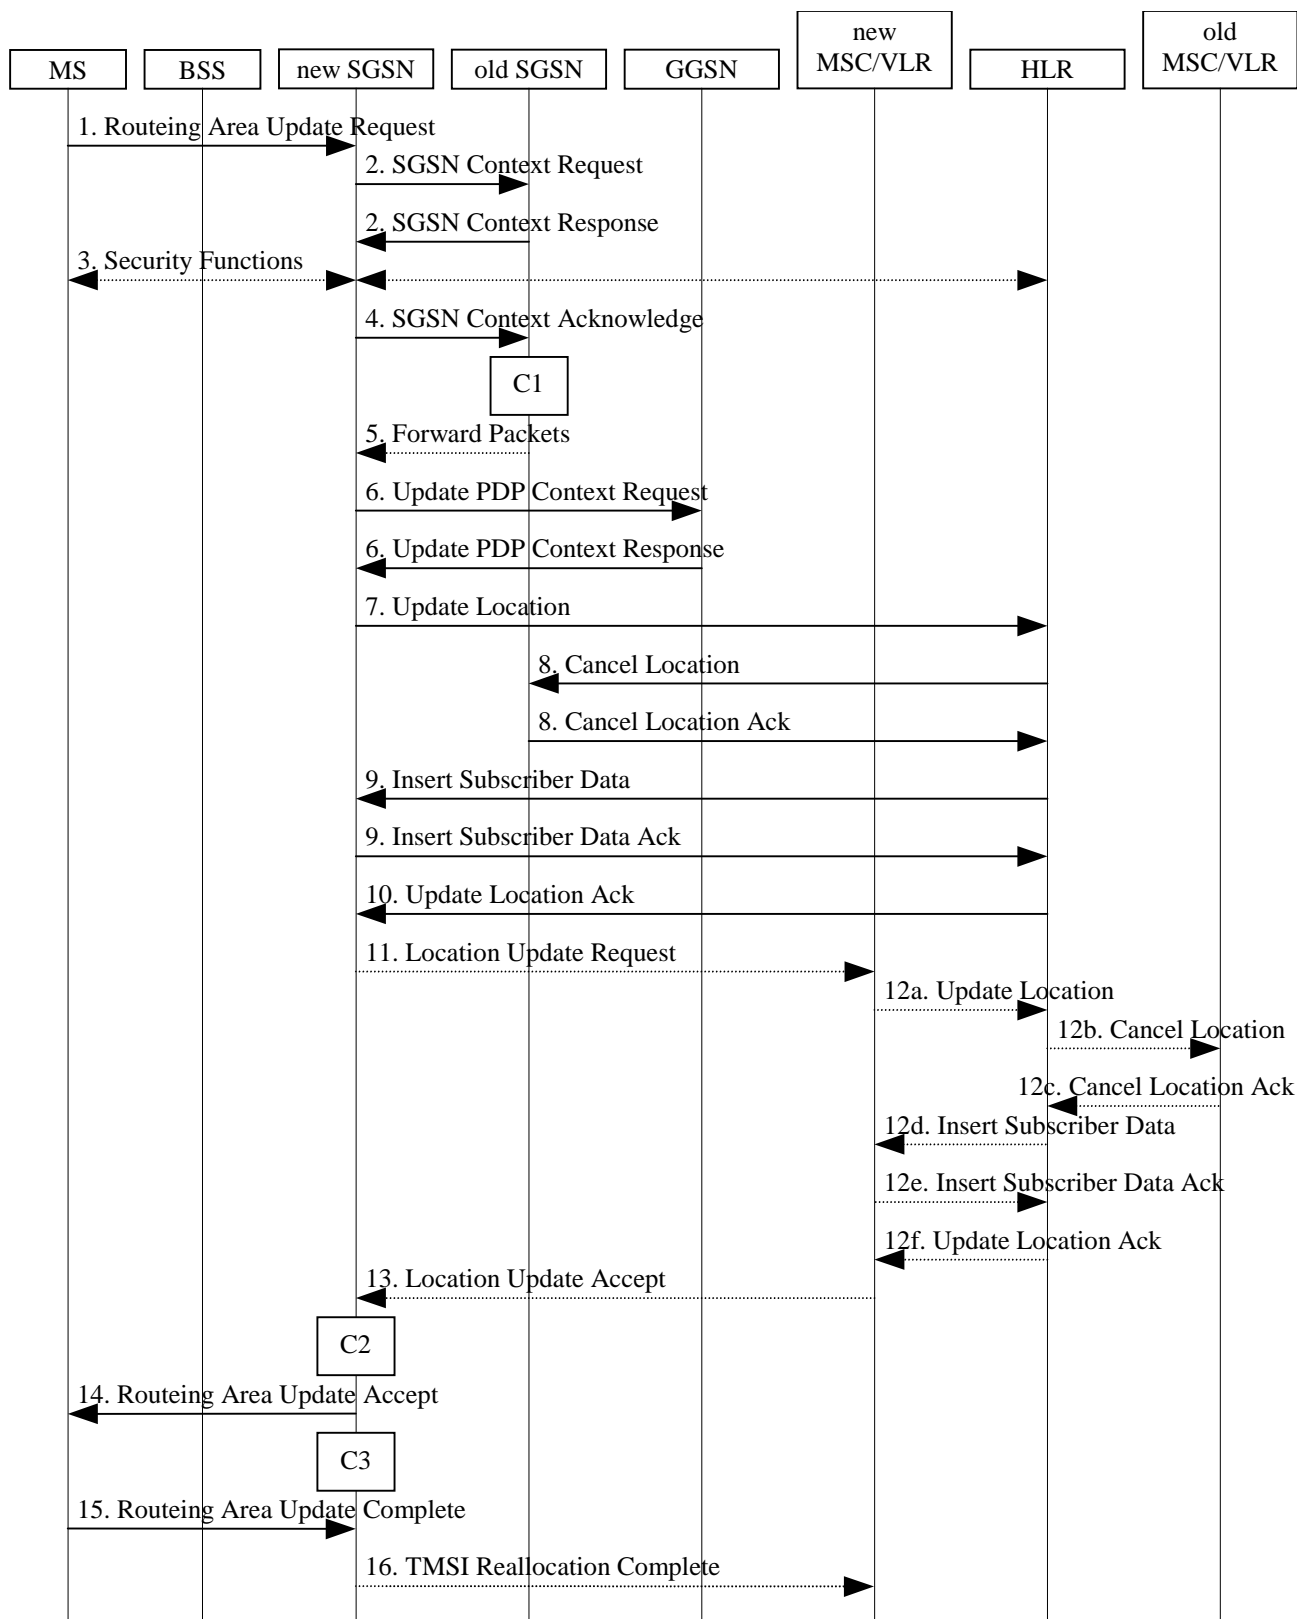 new
MSC/VLR
old
MSC/VLR
MS
BSS
new SGSN
old SGSN
GGSN
HLR
1. Routeing Area Update Request
2. SGSN Context Request
2. SGSN Context Response
3. Security Functions
4. SGSN Context Acknowledge
C1
5. Forward Packets
6. Update PDP Context Request
6. Update PDP Context Response
7. Update Location
8. Cancel Location
8. Cancel Location Ack
9. Insert Subscriber Data
9. Insert Subscriber Data Ack
10. Update Location Ack
11. Location Update Request
12a. Update Location
12b. Cancel Location
12c. Cancel Location Ack
12d. Insert Subscriber Data
12e. Insert Subscriber Data Ack
12f. Update Location Ack
13. Location Update Accept
C2
14. Routeing Area Update Accept
C3
15. Routeing Area Update Complete
16. TMSI Reallocation Complete